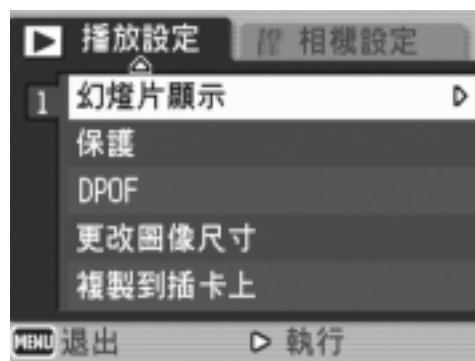 播放設定 相機設定
1 幻燈片顯示
保護
DPOF
更改圖像尺寸
複製到插卡上
MENU 退出 執行